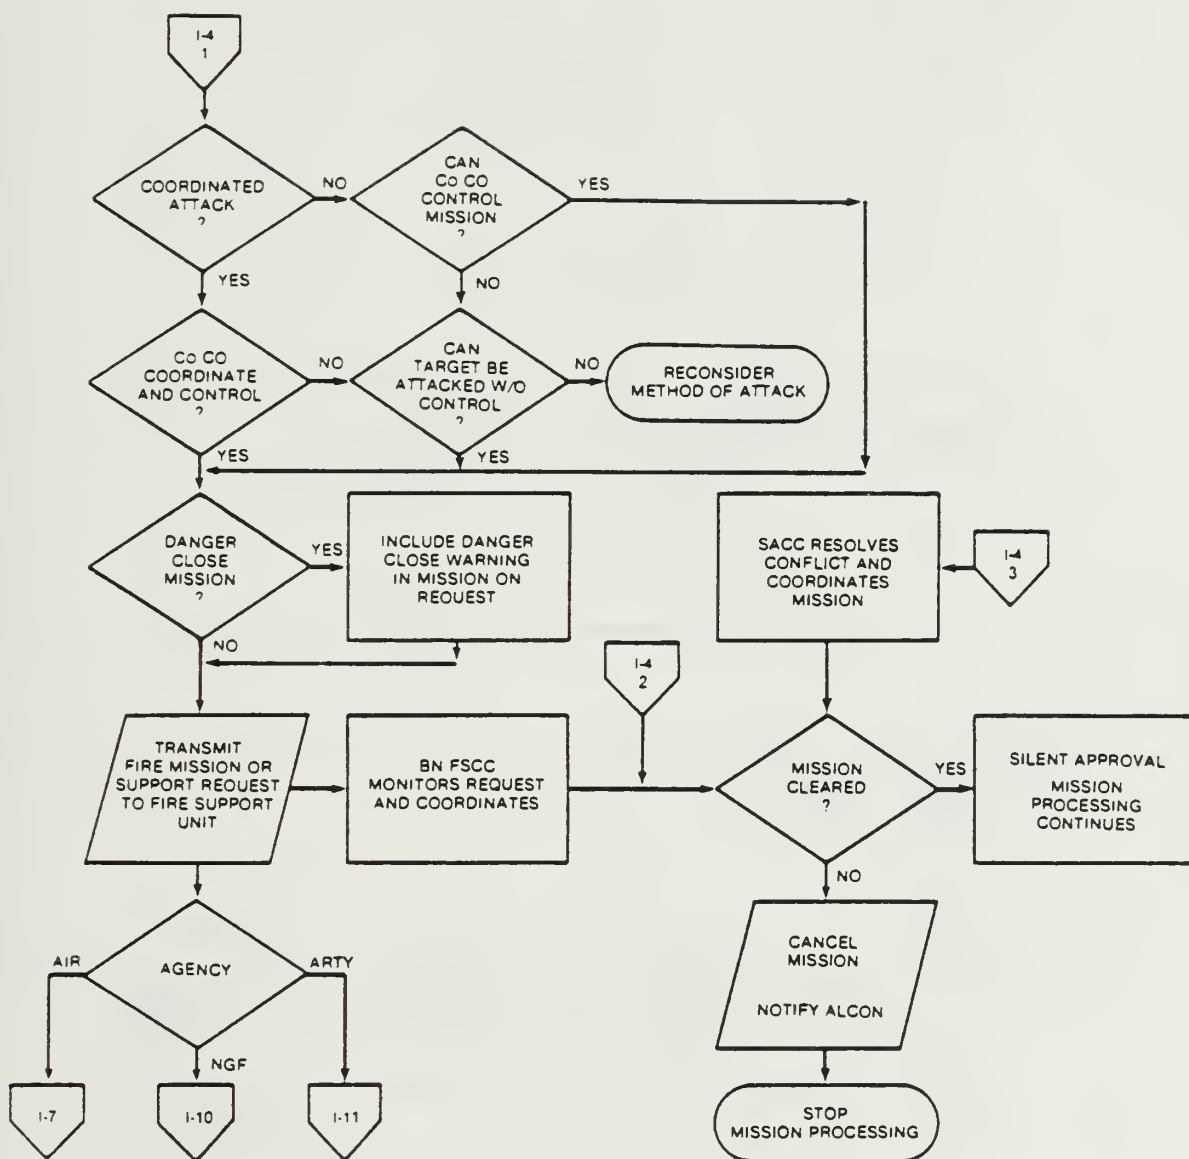 I-4
1
COORDINATED
ATTACK
?
NO
CAN
CO CO
CONTROL
MISSION
?
YES
YES
NO
CO CO
COORDINATE
AND CONTROL
?
NO
CAN
TARGET BE
ATTACKED W/O
CONTROL
?
NO
RECONSIDER
METHOD OF ATTACK
YES
YES
DANGER
CLOSE
MISSION
?
YES
INCLUDE DANGER
CLOSE WARNING
IN MISSION ON
REQUEST
SACC RESOLVES
CONFLICT AND
COORDINATES
MISSION
I-4
3
NO
I-4
2
TRANSMIT
FIRE MISSION OR
SUPPORT REQUEST
TO FIRE SUPPORT
UNIT
BN FSCC
MONITORS REQUEST
AND COORDINATES
MISSION
CLEARED
?
YES
SILENT APPROVAL
MISSION
PROCESSING
CONTINUES
NO
AIR
AGENCY
ARTY
CANCEL
MISSION
NOTIFY ALCON
NGF
I-7
I-10
I-11
STOP
MISSION PROCESSING